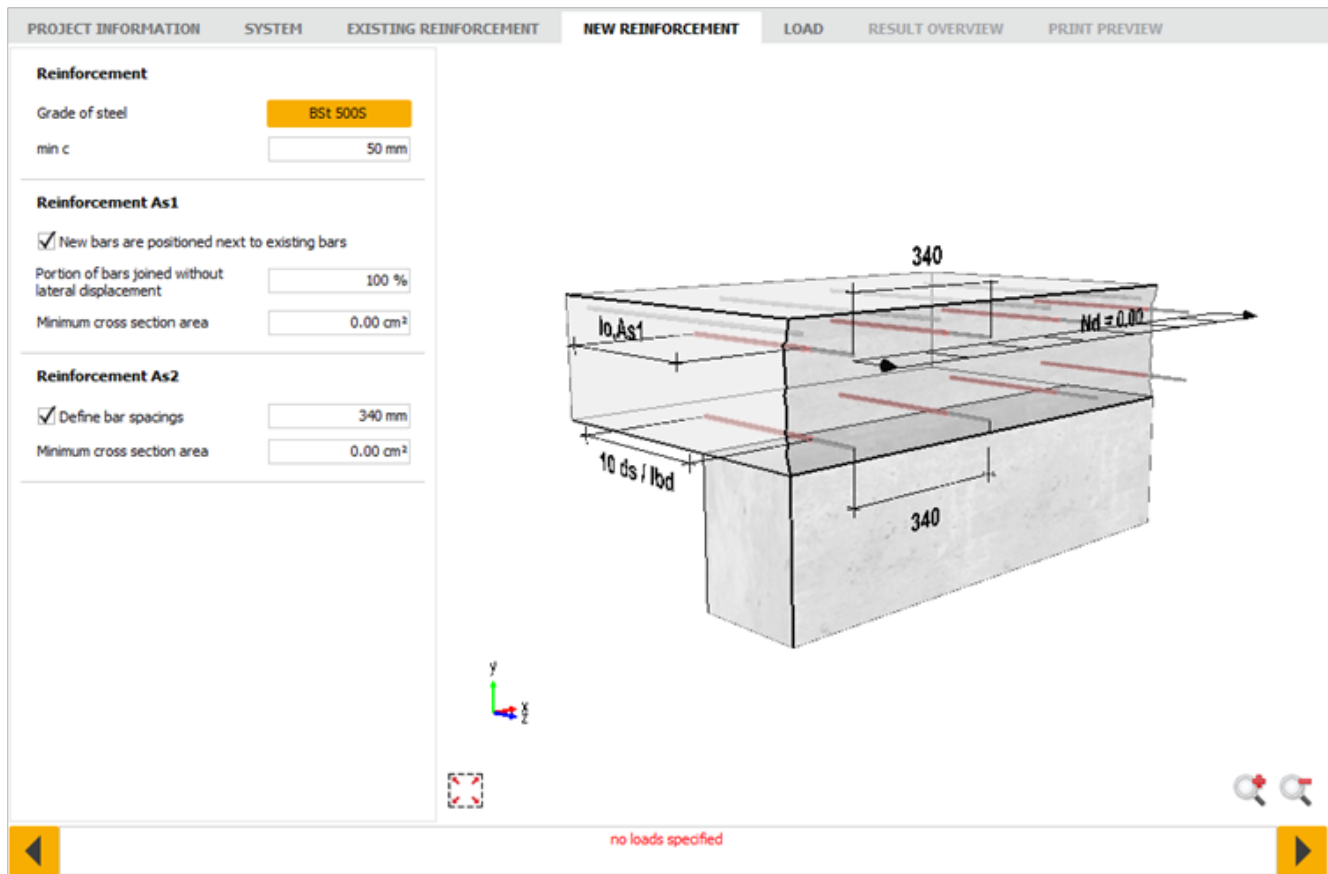 PROJECT INFORMATION SYSTEM EXISTING REINFORCEMENT NEW REINFORCEMENT LOAD RESULT OVERVIEW PRINT PREVIEW
Reinforcement
Grade of steel BSt 500S
min c 50 mm
Reinforcement As1
New bars are positioned next to existing bars
Portion of bars joined without
lateral displacement 100 %
Minimum cross section area 0.00 cm²
Reinforcement As2
Define bar spacings 340 mm
Minimum cross section area 0.00 cm²
340
lo,As1
Nd = 0.00
10 ds / lbd
340
y
x
z
no loads specified